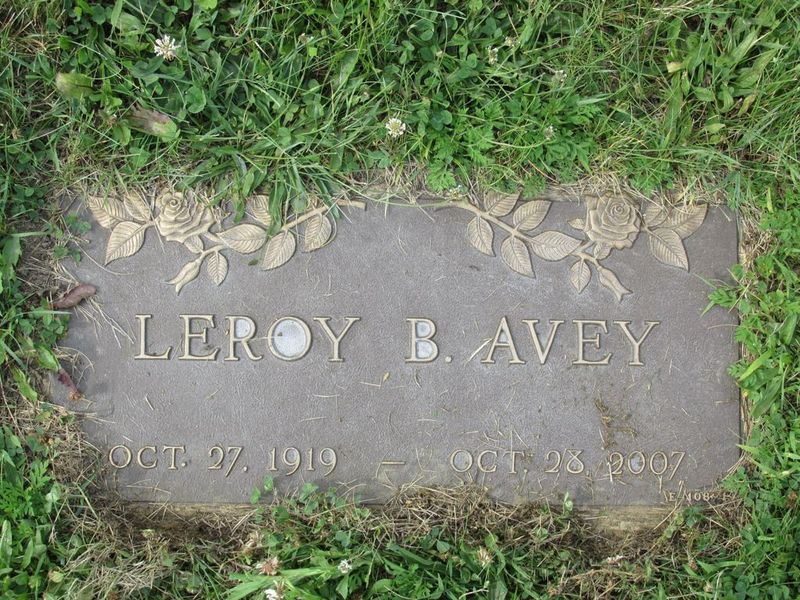 LEROY B. AVEY
OCT. 27, 1919 – OCT. 28, 2007